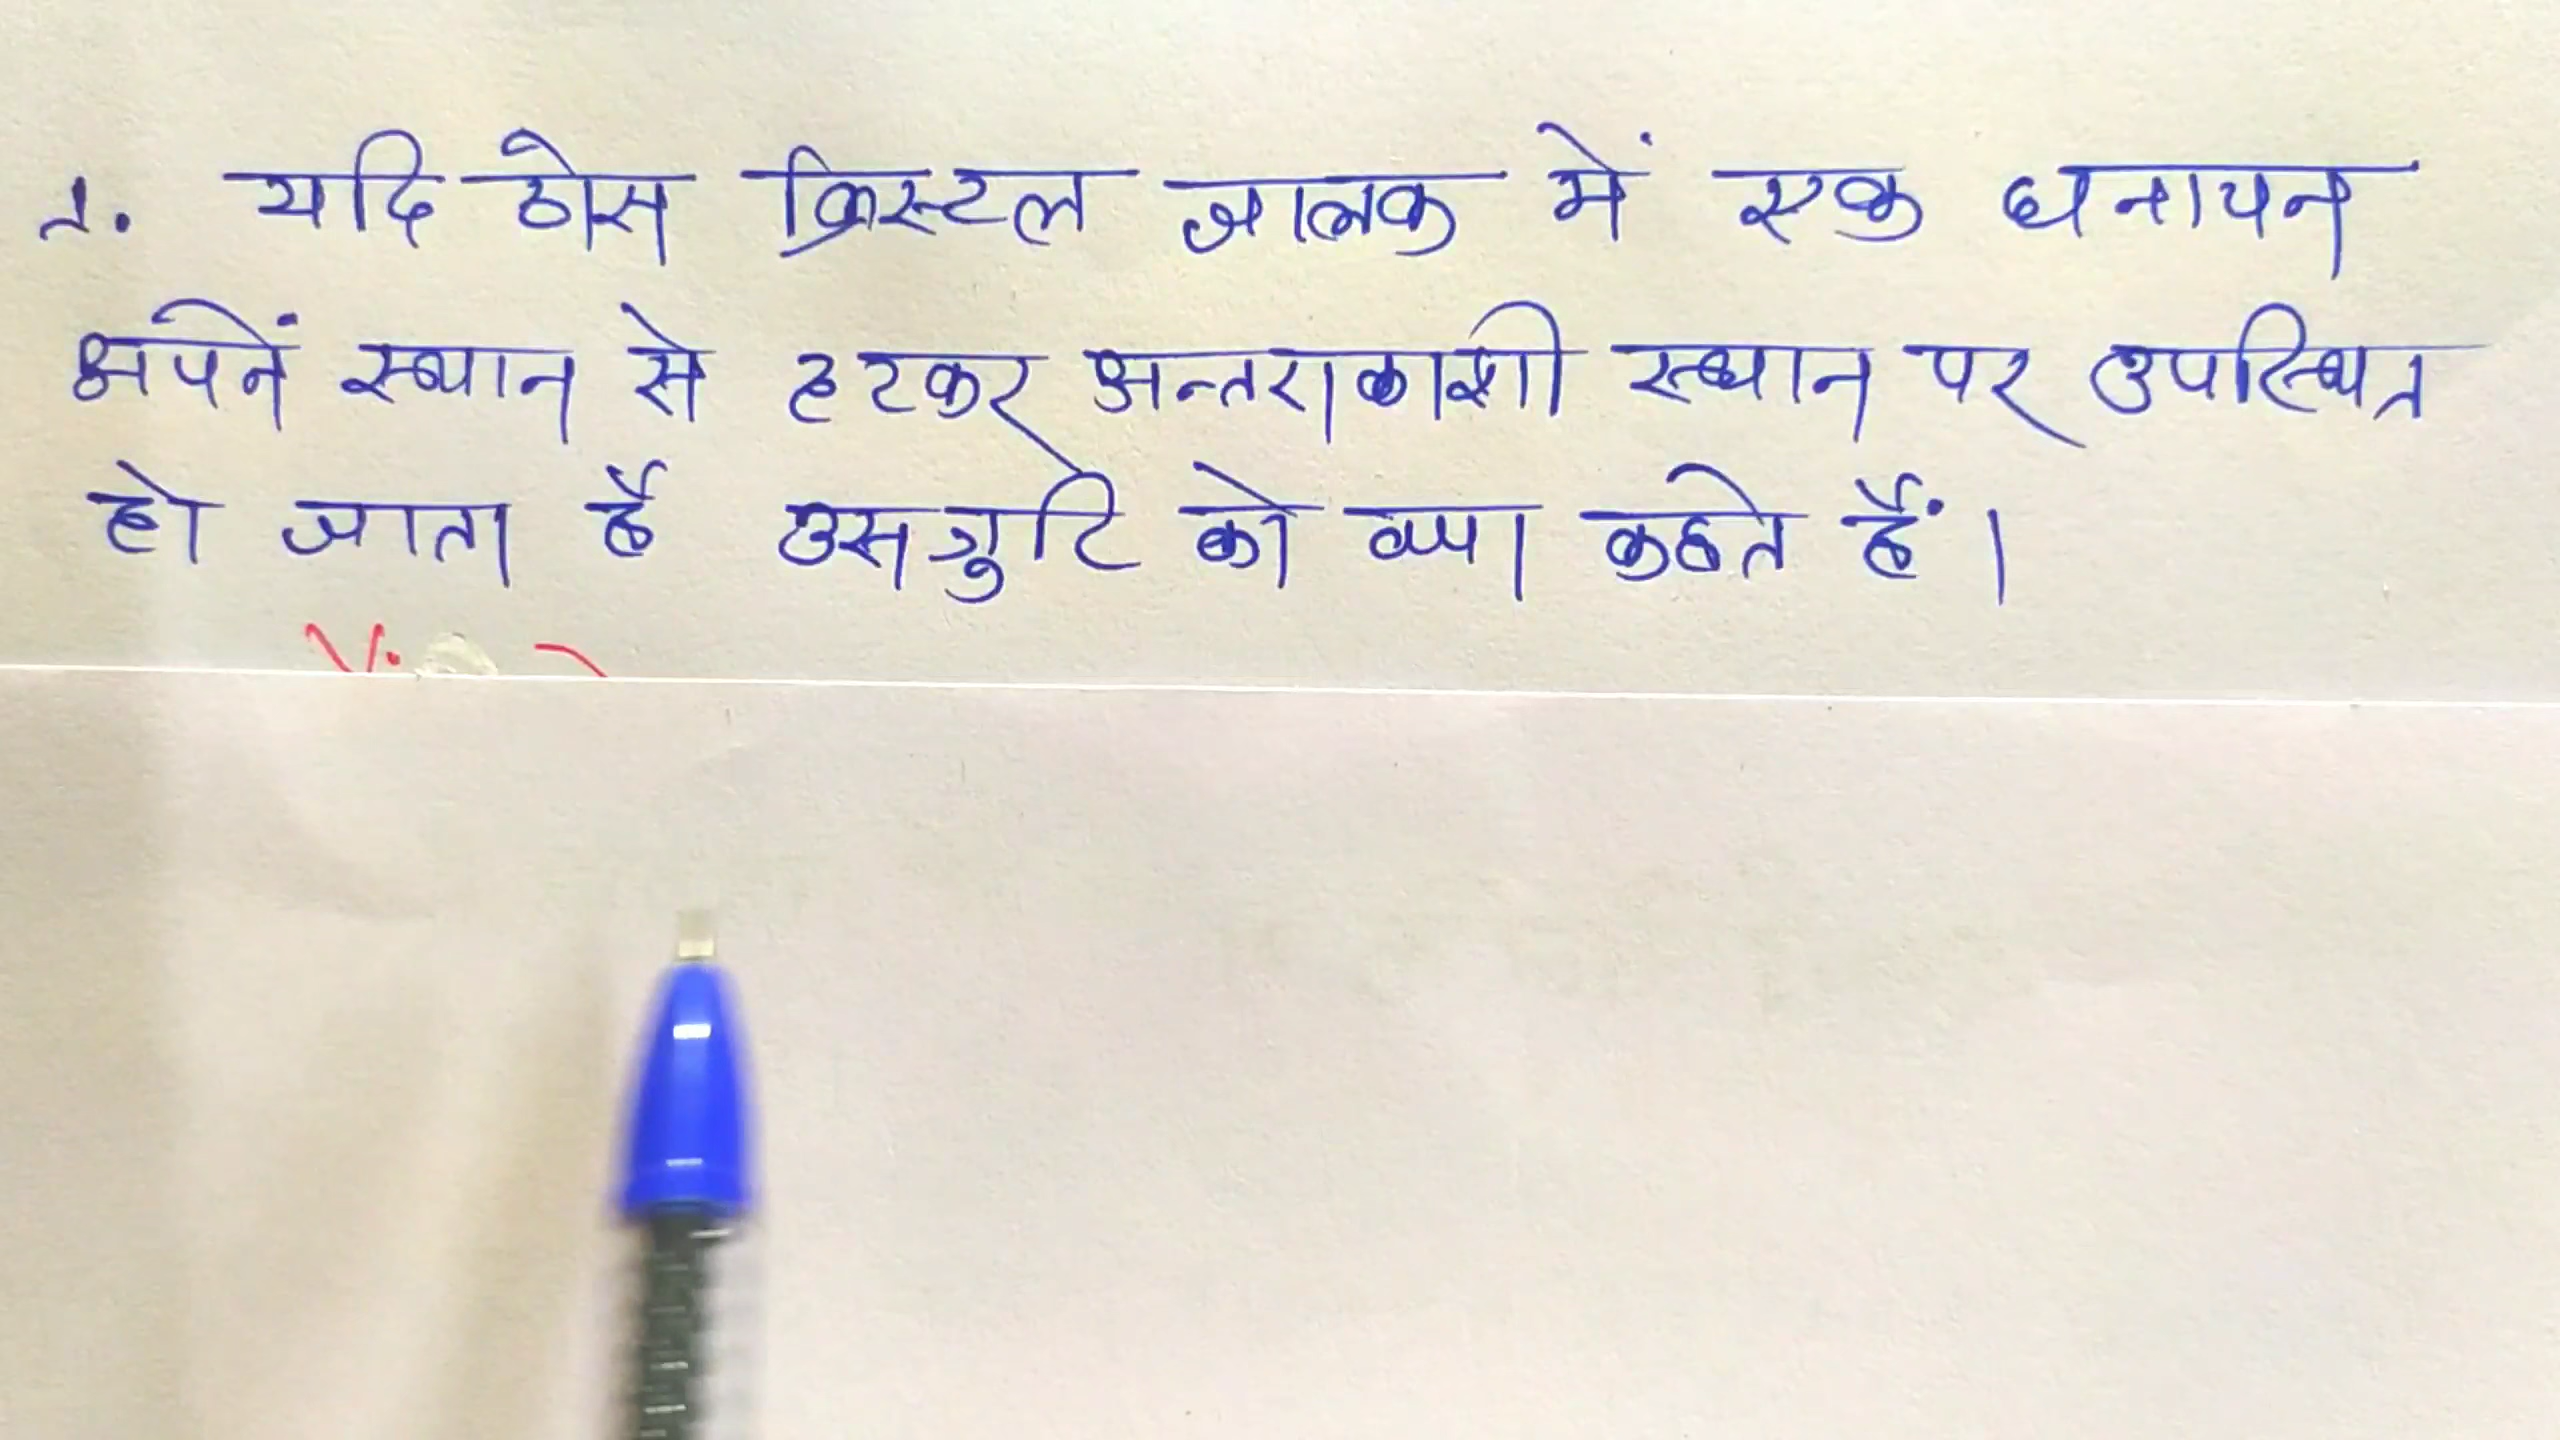 1. यदि ठोस क्रिस्टल जालक में एक धनायन
अपनें स्थान से हटकर अन्तराकाशी स्थान पर उपस्थित
हो जाता है उस त्रुटि को क्या कहते हैं।